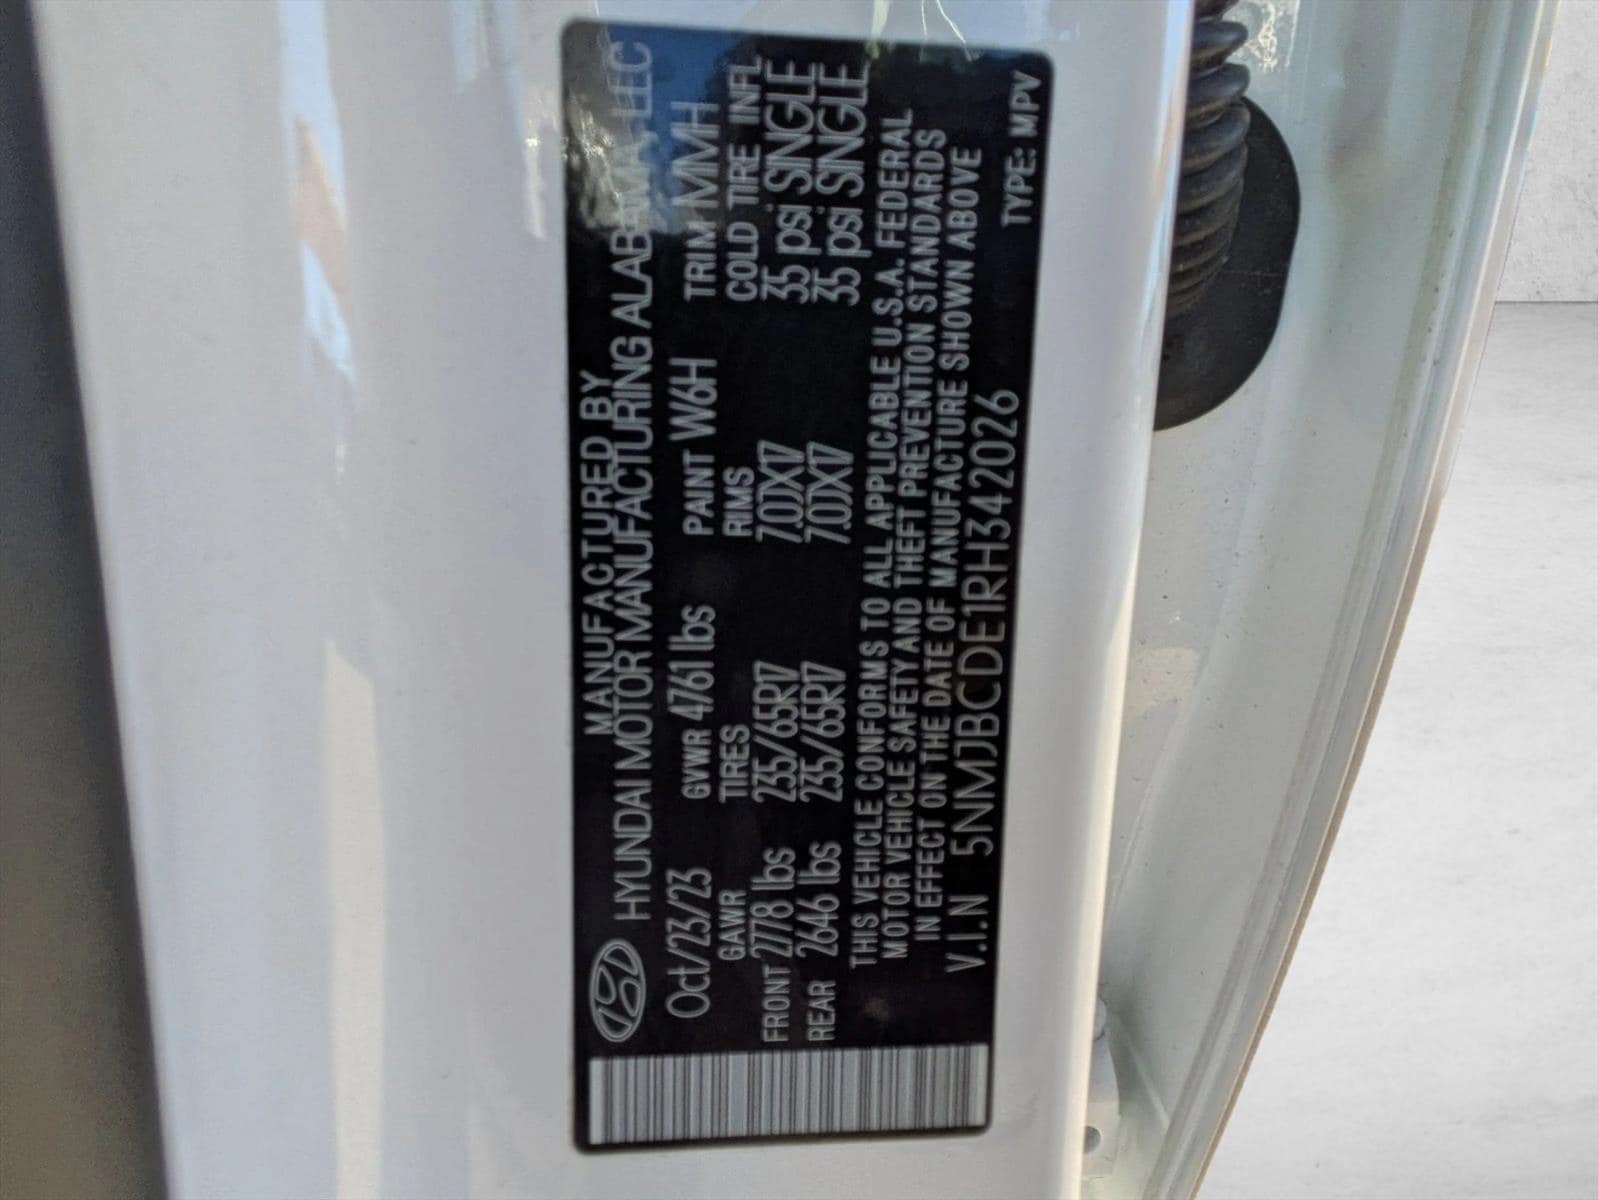 MANUFACTURED BY
HYUNDAI MOTOR MANUFACTURING ALABAMA, LLC
Oct/23/23 GVWR 4761 lbs PAINT W6H TRIM MMH
GAWR TIRES RIMS COLD TIRE INFL
FRONT 2778 lbs 235/65R17 7.0JX17 35 psi SINGLE
REAR 2646 lbs 235/65R17 7.0JX17 35 psi SINGLE
THIS VEHICLE CONFORMS TO ALL APPLICABLE U.S.A. FEDERAL
MOTOR VEHICLE SAFETY AND THEFT PREVENTION STANDARDS
IN EFFECT ON THE DATE OF MANUFACTURE SHOWN ABOVE
V.I.N 5NMJBCDE1RH342026
TYPE: MPV